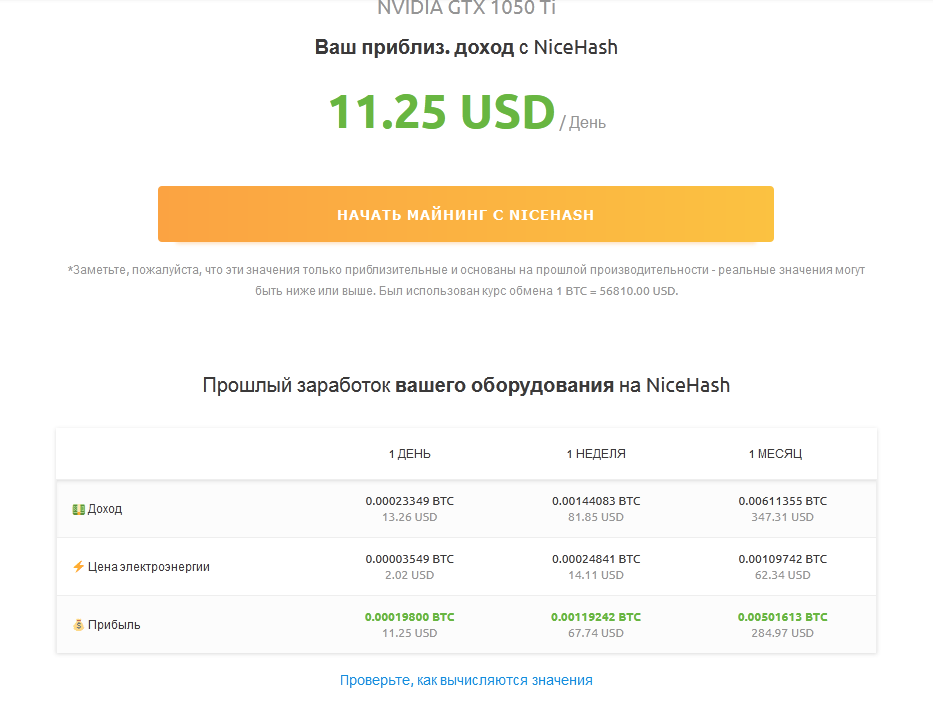 NVIDIA GTX 1050 Ti
Ваш приблиз. доход с NiceHash
11.25 USD / День
НАЧАТЬ МАЙНИНГ С NICEHASH
*Заметьте, пожалуйста, что эти значения только приблизительные и основаны на прошлой производительности - реальные значения могут
быть ниже или выше. Был использован курс обмена 1 BTC = 56810.00 USD.
Прошлый заработок вашего оборудования на NiceHash
1 ДЕНЬ 1 НЕДЕЛЯ 1 МЕСЯЦ
Доход 0.00023349 BTC 0.00144083 BTC 0.00611355 BTC
13.26 USD 81.85 USD 347.31 USD
Цена электроэнергии 0.00003549 BTC 0.00024841 BTC 0.00109742 BTC
2.02 USD 14.11 USD 62.34 USD
Прибыль 0.00019800 BTC 0.00119242 BTC 0.00501613 BTC
11.25 USD 67.74 USD 284.97 USD
Проверьте, как вычисляются значения